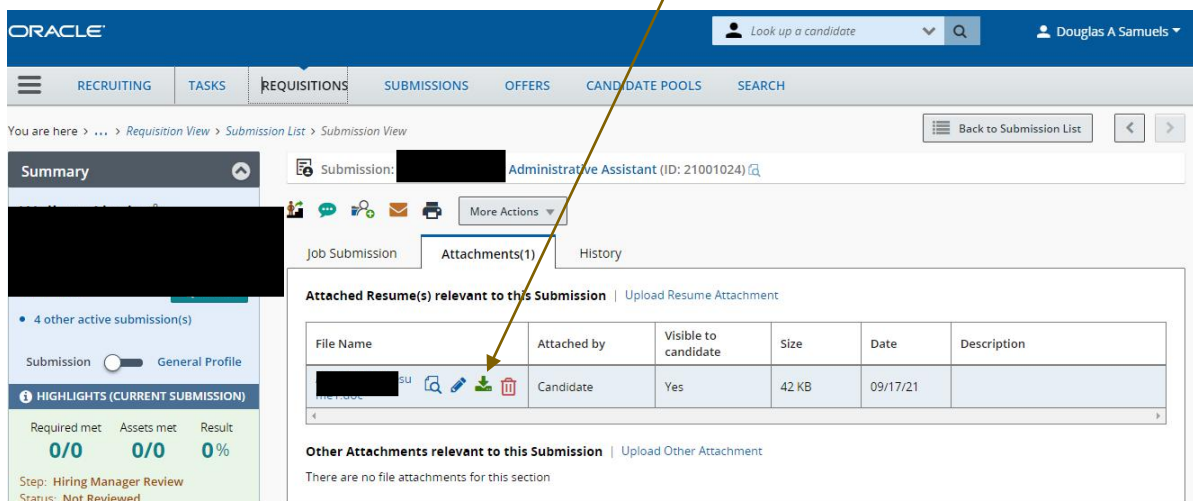 ORACLE
Look up a candidate
Douglas A Samuels
RECRUITING TASKS REQUISITIONS SUBMISSIONS OFFERS CANDIDATE POOLS SEARCH
You are here > ... > Requisition View > Submission List > Submission View
Back to Submission List
Summary
Submission: Administrative Assistant (ID: 21001024)
More Actions
Job Submission Attachments(1) History
Attached Resume(s) relevant to this Submission | Upload Resume Attachment
• 4 other active submission(s)
Submission General Profile
File Name Attached by Visible to candidate Size Date Description
su
Candidate Yes 42 KB 09/17/21
HIGHLIGHTS (CURRENT SUBMISSION)
Required met Assets met Result
0/0 0/0 0%
Step: Hiring Manager Review
Status: Not Reviewed
Other Attachments relevant to this Submission | Upload Other Attachment
There are no file attachments for this section